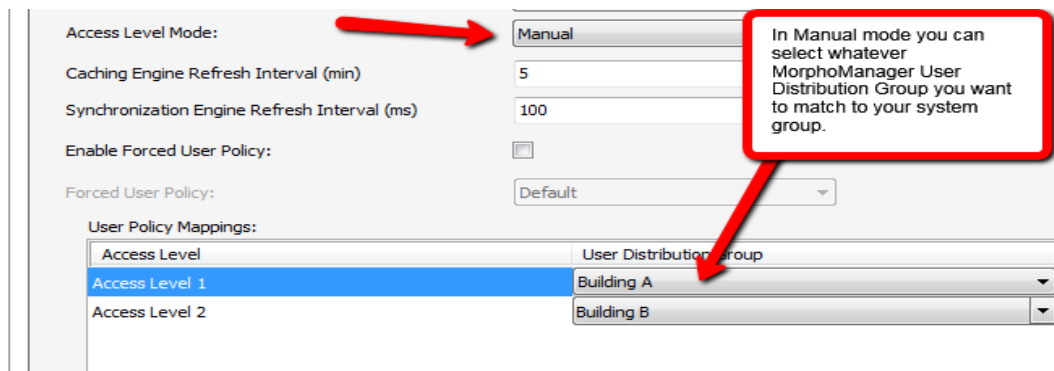 Access Level Mode:
Manual
In Manual mode you can
select whatever
MorphoManager User
Distribution Group you want
to match to your system
group.
Caching Engine Refresh Interval (min)
5
Synchronization Engine Refresh Interval (ms)
100
Enable Forced User Policy:
Forced User Policy:
Default
User Policy Mappings:
Access Level
User Distribution Group
Access Level 1
Building A
Access Level 2
Building B